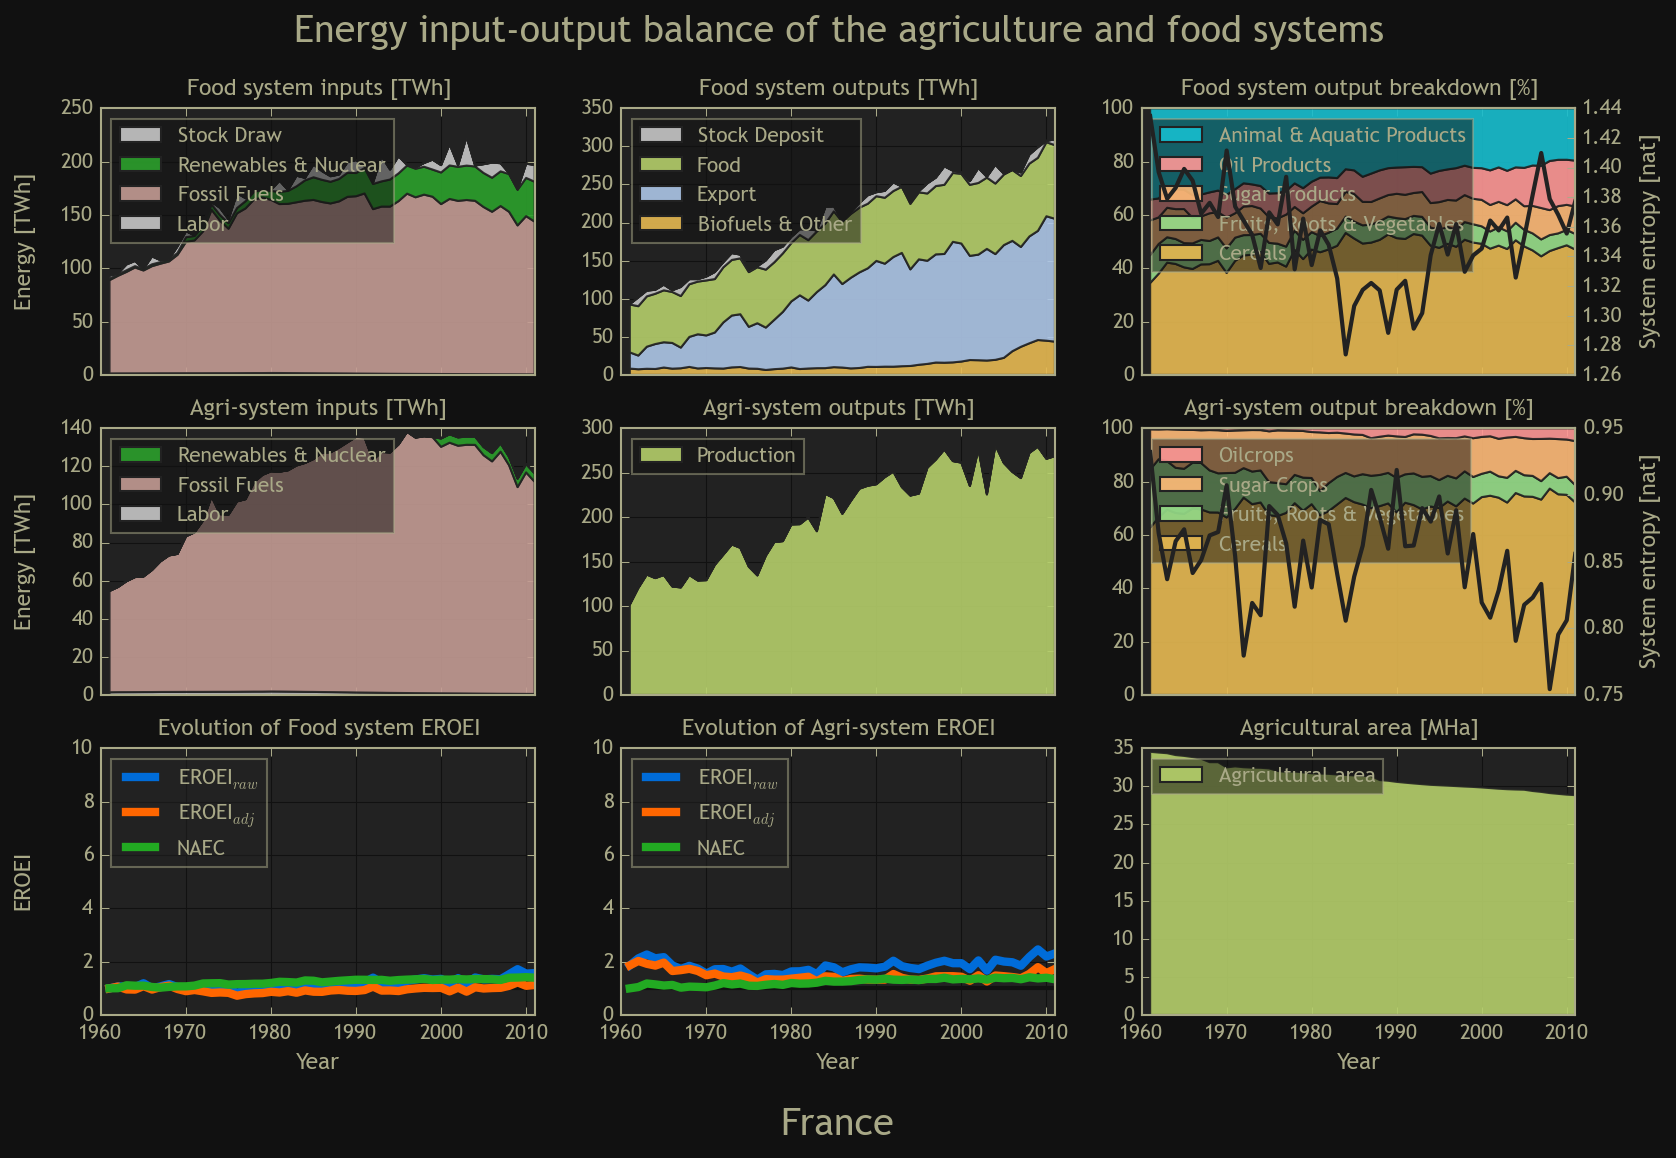 Energy input-output balance of the agriculture and food systems
Food system inputs [TWh]
Energy [TWh]
250
200
150
100
50
0
Stock Draw
Renewables & Nuclear
Fossil Fuels
Labor
Food system outputs [TWh]
350
300
250
200
150
100
50
0
Stock Deposit
Food
Export
Biofuels & Other
Food system output breakdown [%]
100
80
60
40
20
0
Animal & Aquatic Products
Oil Products
Sugar Products
Fruits, Roots & Vegetables
Cereals
1.44
1.42
1.40
1.38
1.36
1.34
1.32
1.30
1.28
1.26
System entropy [nat]
Agri-system inputs [TWh]
Energy [TWh]
140
120
100
80
60
40
20
0
Renewables & Nuclear
Fossil Fuels
Labor
Agri-system outputs [TWh]
300
250
200
150
100
50
0
Production
Agri-system output breakdown [%]
100
80
60
40
20
0
Oilcrops
Sugar Crops
Fruits, Roots & Vegetables
Cereals
0.95
0.90
0.85
0.80
0.75
System entropy [nat]
Evolution of Food system EROEI
EROEI
10
8
6
4
2
0
EROEI raw
EROEI adj
NAEC
1960 1970 1980 1990 2000 2010
Year
Evolution of Agri-system EROEI
10
8
6
4
2
0
EROEI raw
EROEI adj
NAEC
1960 1970 1980 1990 2000 2010
Year
Agricultural area [MHa]
35
30
25
20
15
10
5
0
Agricultural area
1960 1970 1980 1990 2000 2010
Year
France